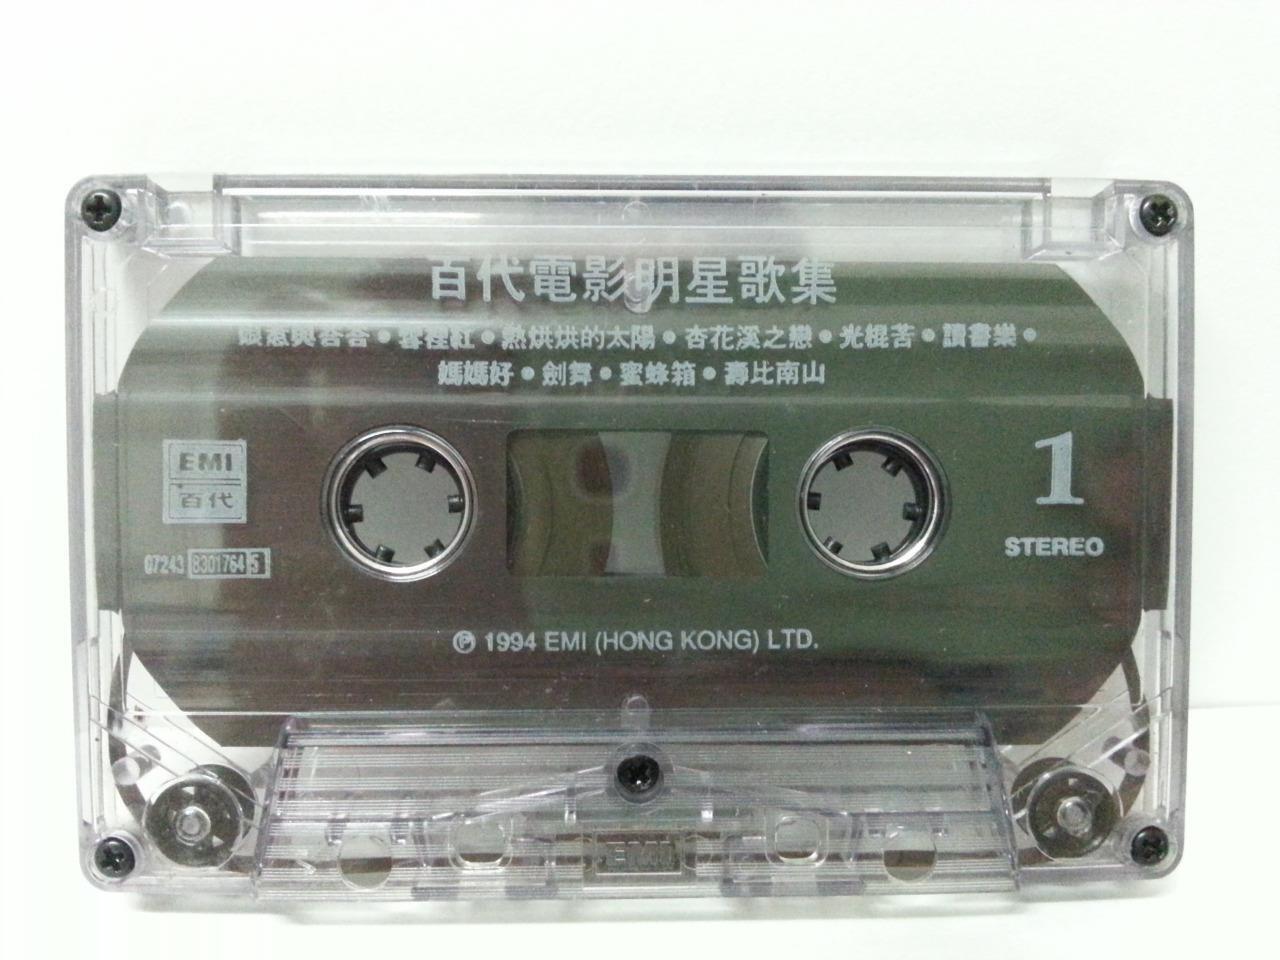 百代電影明星歌集
恨悠與杏杏•春裡紅•熱烘烘的太陽•杏花溪之戀•光棍苦•讀書樂•
媽媽好•劍舞•蜜蜂箱•壽比南山
EMI
百代
1
STEREO
07243 8301764 5
℗ 1994 EMI (HONG KONG) LTD.
EMI